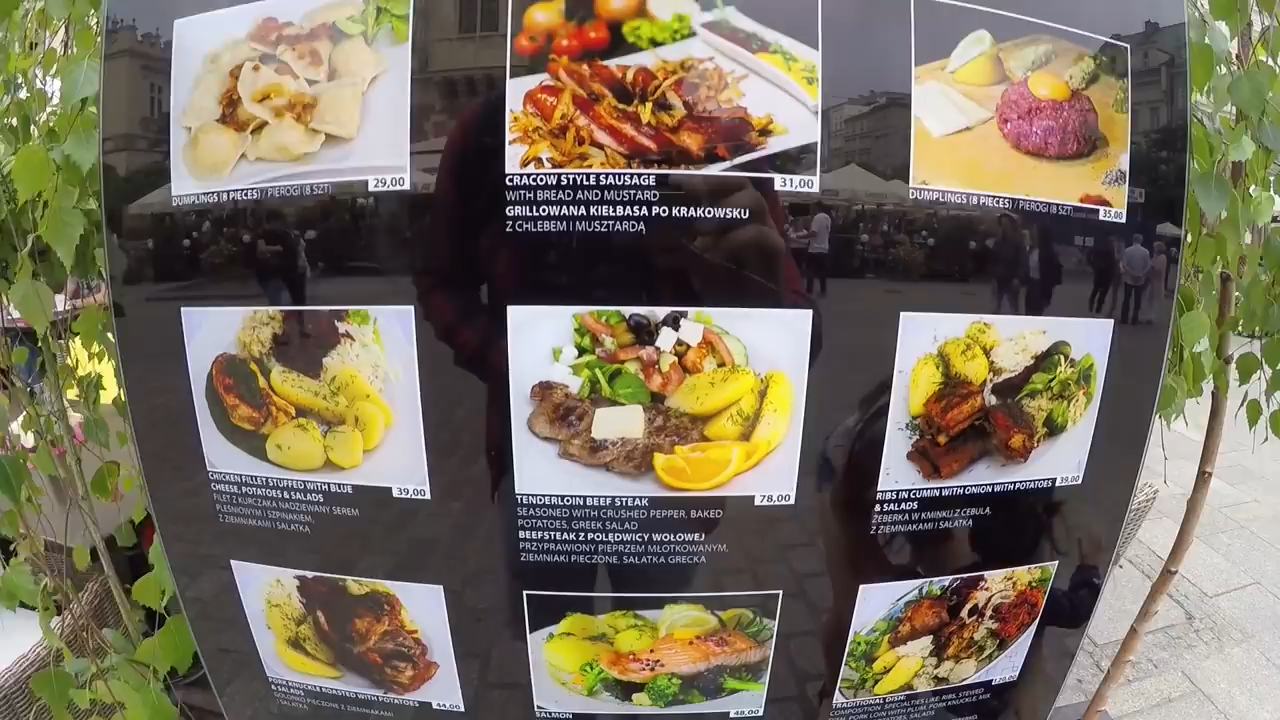 29,00
DUMPLINGS (8 PIECES) / PIEROGI (8 SZT)
31,00
CRACOW STYLE SAUSAGE
WITH BREAD AND MUSTARD
GRILLOWANA KIEŁBASA PO KRAKOWSKU
Z CHLEBEM I MUSZTARDĄ
35,00
DUMPLINGS (8 PIECES) / PIEROGI (8 SZT)
39,00
CHICKEN FILLET STUFFED WITH BLUE
CHEESE, POTATOES & SALADS
FILET Z KURCZAKA NADZIEWANY SEREM
PLEŚNIOWYM I SZPINAKIEM,
Z ZIEMNIAKAMI I SAŁATKĄ
78,00
TENDERLOIN BEEF STEAK
SEASONED WITH CRUSHED PEPPER, BAKED
POTATOES, GREEK SALAD
BEEFSTEAK Z POLĘDWICY WOŁOWEJ
PRZYPRAWIONY PIEPRZEM MŁOTKOWANYM,
ZIEMNIAKI PIECZONE, SAŁATKA GRECKA
39,00
RIBS IN CUMIN WITH ONION WITH POTATOES
& SALADS
ŻEBERKA W KMINKU Z CEBULĄ,
Z ZIEMNIAKAMI I SAŁATKĄ
44,00
PORK KNUCKLE ROASTED WITH POTATOES
& SALADS
GOLONKO PIECZONE Z ZIEMNIAKAMI
48,00
SALMON
120,00
TRADITIONAL DISH:
COMPOSITION SPECIALTIES LIKE: RIBS, STEWED
PORK LOIN WITH PLUM, PORK KNUCKLE, MIX
POTATOES, SALADS